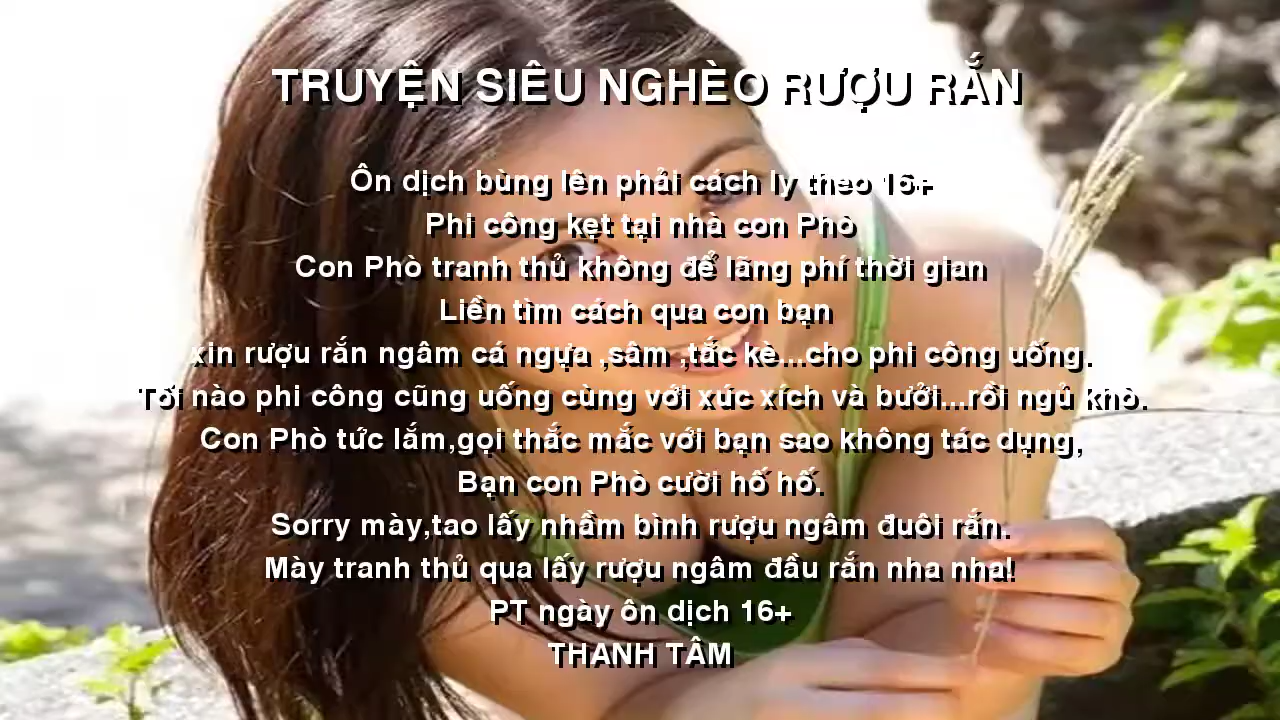 TRUYỆN SIÊU NGHÈO RƯỢU RẮN
Ôn dịch bùng lên phải cách ly theo 16+
Phi công kẹt tại nhà con Phò
Con Phò tranh thủ không để lãng phí thời gian
Liền tìm cách qua con bạn
xin rượu rắn ngâm cá ngựa ,sâm ,tắc kè...cho phi công uống.
Tối nào phi công cũng uống cùng với xúc xích và bưởi...rồi ngủ khò.
Con Phò tức lắm,gọi thắc mắc với bạn sao không tác dụng,
Bạn con Phò cười hố hố.
Sorry mày,tao lấy nhầm bình rượu ngâm đuôi rắn.
Mày tranh thủ qua lấy rượu ngâm đầu rắn nha nha!
PT ngày ôn dịch 16+
THANH TÂM